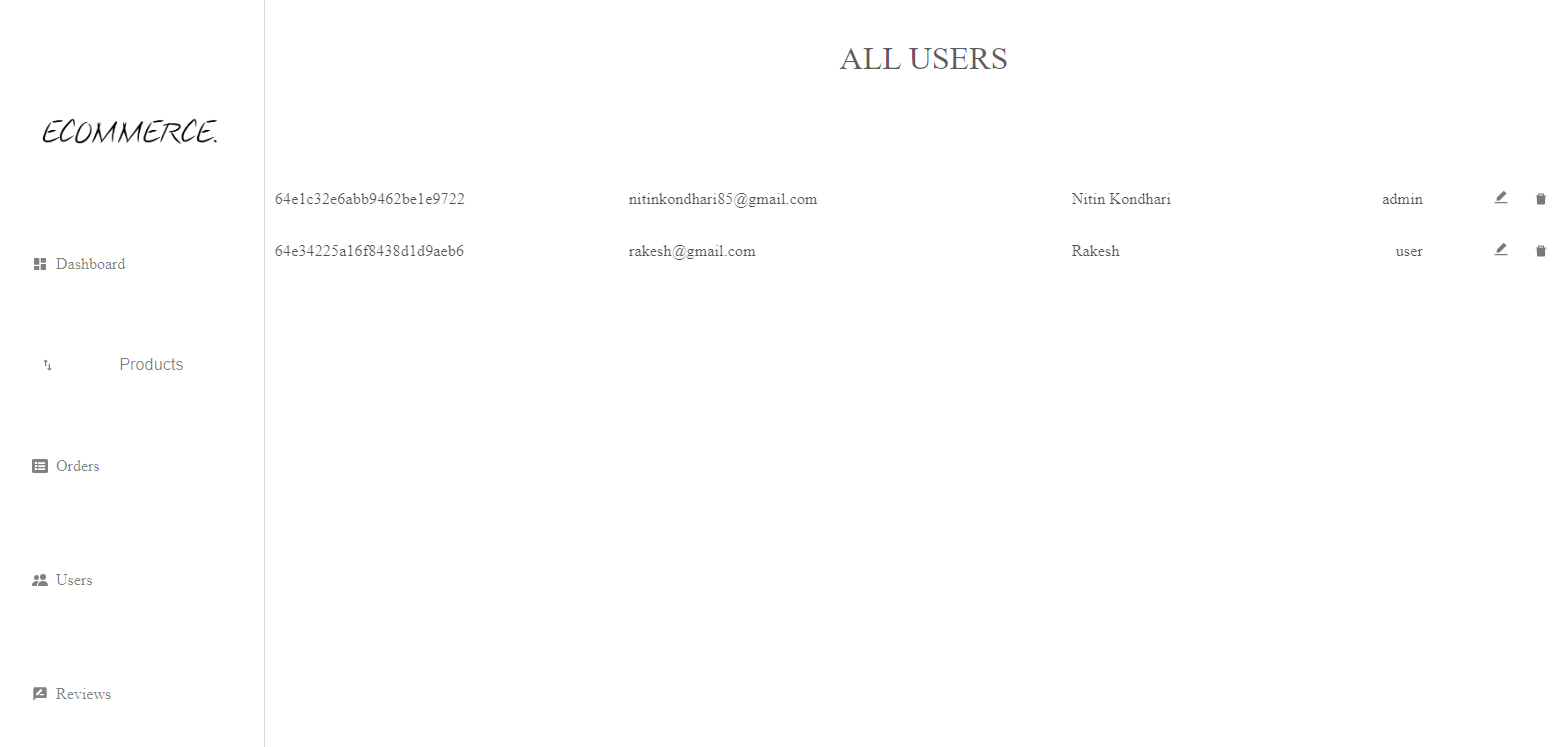 ALL USERS
ECOMMERCE.
64e1c32e6abb9462be1e9722 nitinkondhari85@gmail.com Nitin Kondhari admin
64e34225a16f8438d1d9aeb6 rakesh@gmail.com Rakesh user
Dashboard
Products
Orders
Users
Reviews